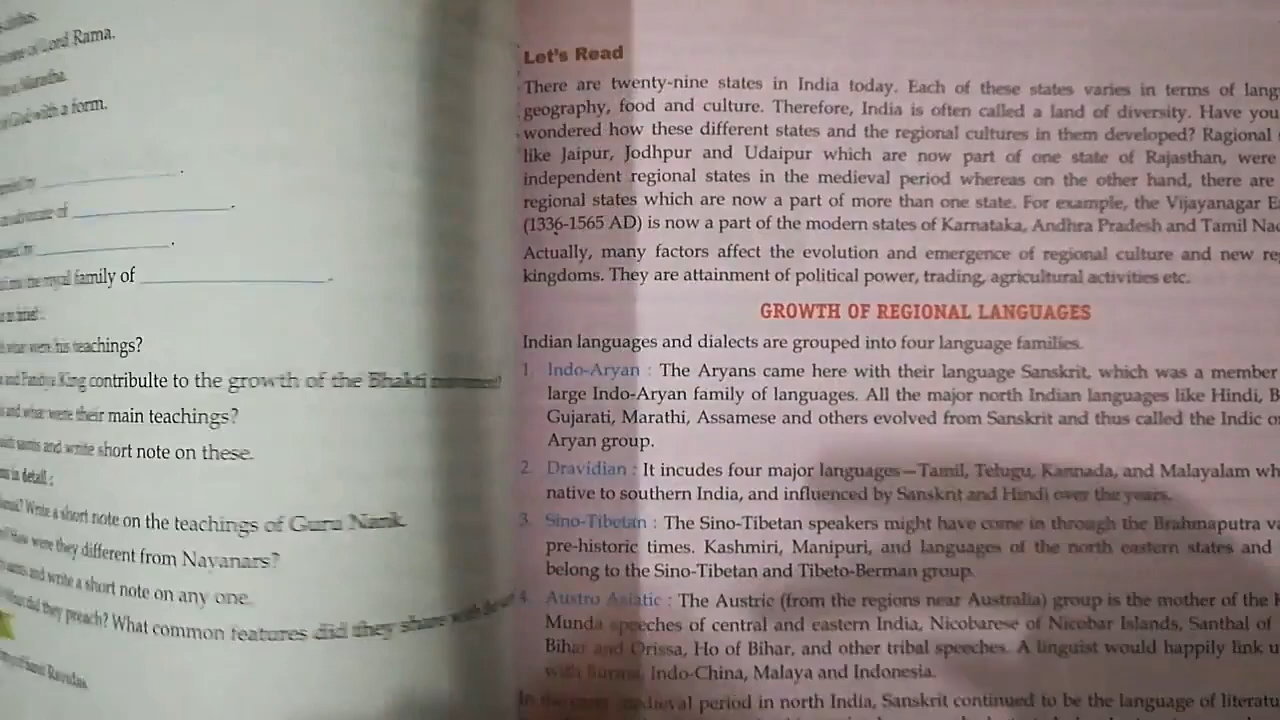 Lord Rama.
with a form.
of
family of
teachings?
King contribulte to the growth of the Bhakti
and what were their main teachings?
and write short note on these.
in detail :
Write a short note on the teachings of Guru Nank.
How were they different from Nayanars?
and write a short note on any one.
did they preach? What common features did they share with the
Let's Read
There are twenty-nine states in India today. Each of these states varies in terms of
geography, food and culture. Therefore, India is often called a land of diversity. Have you
wondered how these different states and the regional cultures in them developed? Ragional
like Jaipur, Jodhpur and Udaipur which are now part of one state of Rajasthan, were
independent regional states in the medieval period whereas on the other hand, there are
regional states which are now a part of more than one state. For example, the Vijayanagar
(1336-1565 AD) is now a part of the modern states of Karnataka, Andhra Pradesh and Tamil
Actually, many factors affect the evolution and emergence of regional culture and new
kingdoms. They are attainment of political power, trading, agricultural activities etc.
GROWTH OF REGIONAL LANGUAGES
Indian languages and dialects are grouped into four language families.
1. Indo-Aryan : The Aryans came here with their language Sanskrit, which was a member
large Indo-Aryan family of languages. All the major north Indian languages like Hindi,
Gujarati, Marathi, Assamese and others evolved from Sanskrit and thus called the Indic
Aryan group.
2. Dravidian : It incudes four major languages—Tamil, Telugu, Kannada, and Malayalam
native to southern India, and influenced by Sanskrit and Hindi over the years.
3. Sino-Tibetan : The Sino-Tibetan speakers might have come in through the Brahmaputra
pre-historic times. Kashmiri, Manipuri, and languages of the north eastern states and
belong to the Sino-Tibetan and Tibeto-Berman group.
4. Austro Asiatic : The Austric (from the regions near Australia) group is the mother of the
Munda speeches of central and eastern India, Nicobarese of Nicobar Islands, Santhal of
Bihar and Orissa, Ho of Bihar, and other tribal speeches. A linguist would happily link
with Burma, Indo-China, Malaya and Indonesia.
In the medieval period in north India, Sanskrit continued to be the language of